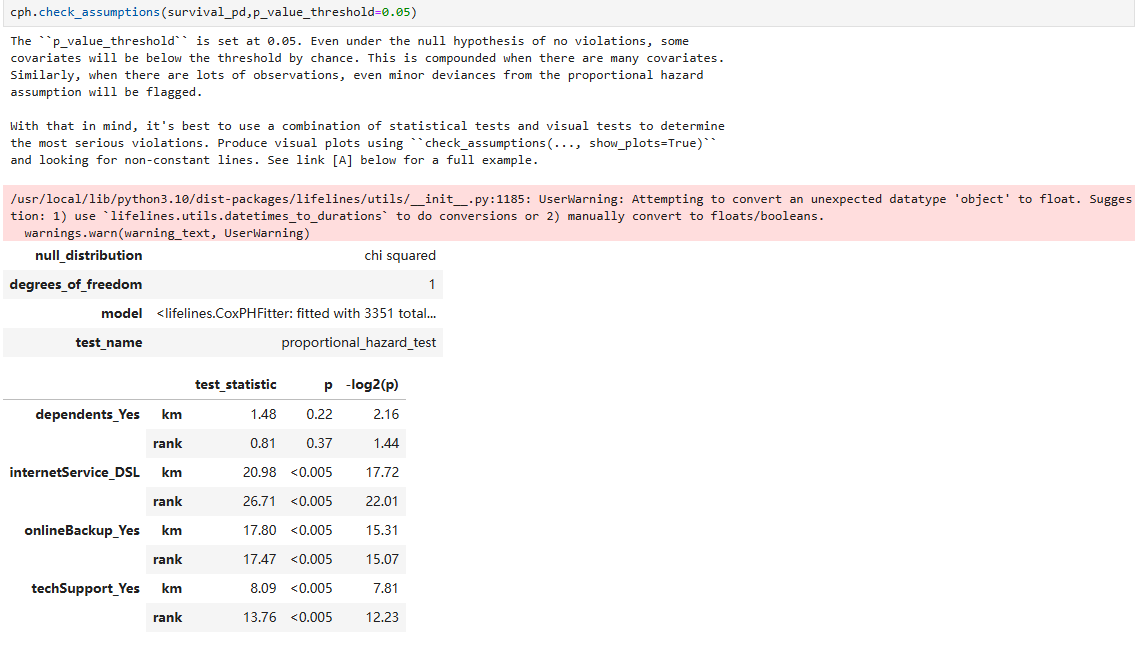 cph.check_assumptions(survival_pd,p_value_threshold=0.05)
The ``p_value_threshold`` is set at 0.05. Even under the null hypothesis of no violations, some
covariates will be below the threshold by chance. This is compounded when there are many covariates.
Similarly, when there are lots of observations, even minor deviances from the proportional hazard
assumption will be flagged.
With that in mind, it's best to use a combination of statistical tests and visual tests to determine
the most serious violations. Produce visual plots using ``check_assumptions(..., show_plots=True)``
and looking for non-constant lines. See link [A] below for a full example.
/usr/local/lib/python3.10/dist-packages/lifelines/utils/__init__.py:1185: UserWarning: Attempting to convert an unexpected datatype 'object' to float. Sugges
tion: 1) use `lifelines.utils.datetimes_to_durations` to do conversions or 2) manually convert to floats/booleans.
warnings.warn(warning_text, UserWarning)
null_distribution chi squared
degrees_of_freedom 1
model <lifelines.CoxPHFitter: fitted with 3351 total...
test_name proportional_hazard_test
test_statistic p -log2(p)
dependents_Yes km 1.48 0.22 2.16
rank 0.81 0.37 1.44
internetService_DSL km 20.98 <0.005 17.72
rank 26.71 <0.005 22.01
onlineBackup_Yes km 17.80 <0.005 15.31
rank 17.47 <0.005 15.07
techSupport_Yes km 8.09 <0.005 7.81
rank 13.76 <0.005 12.23